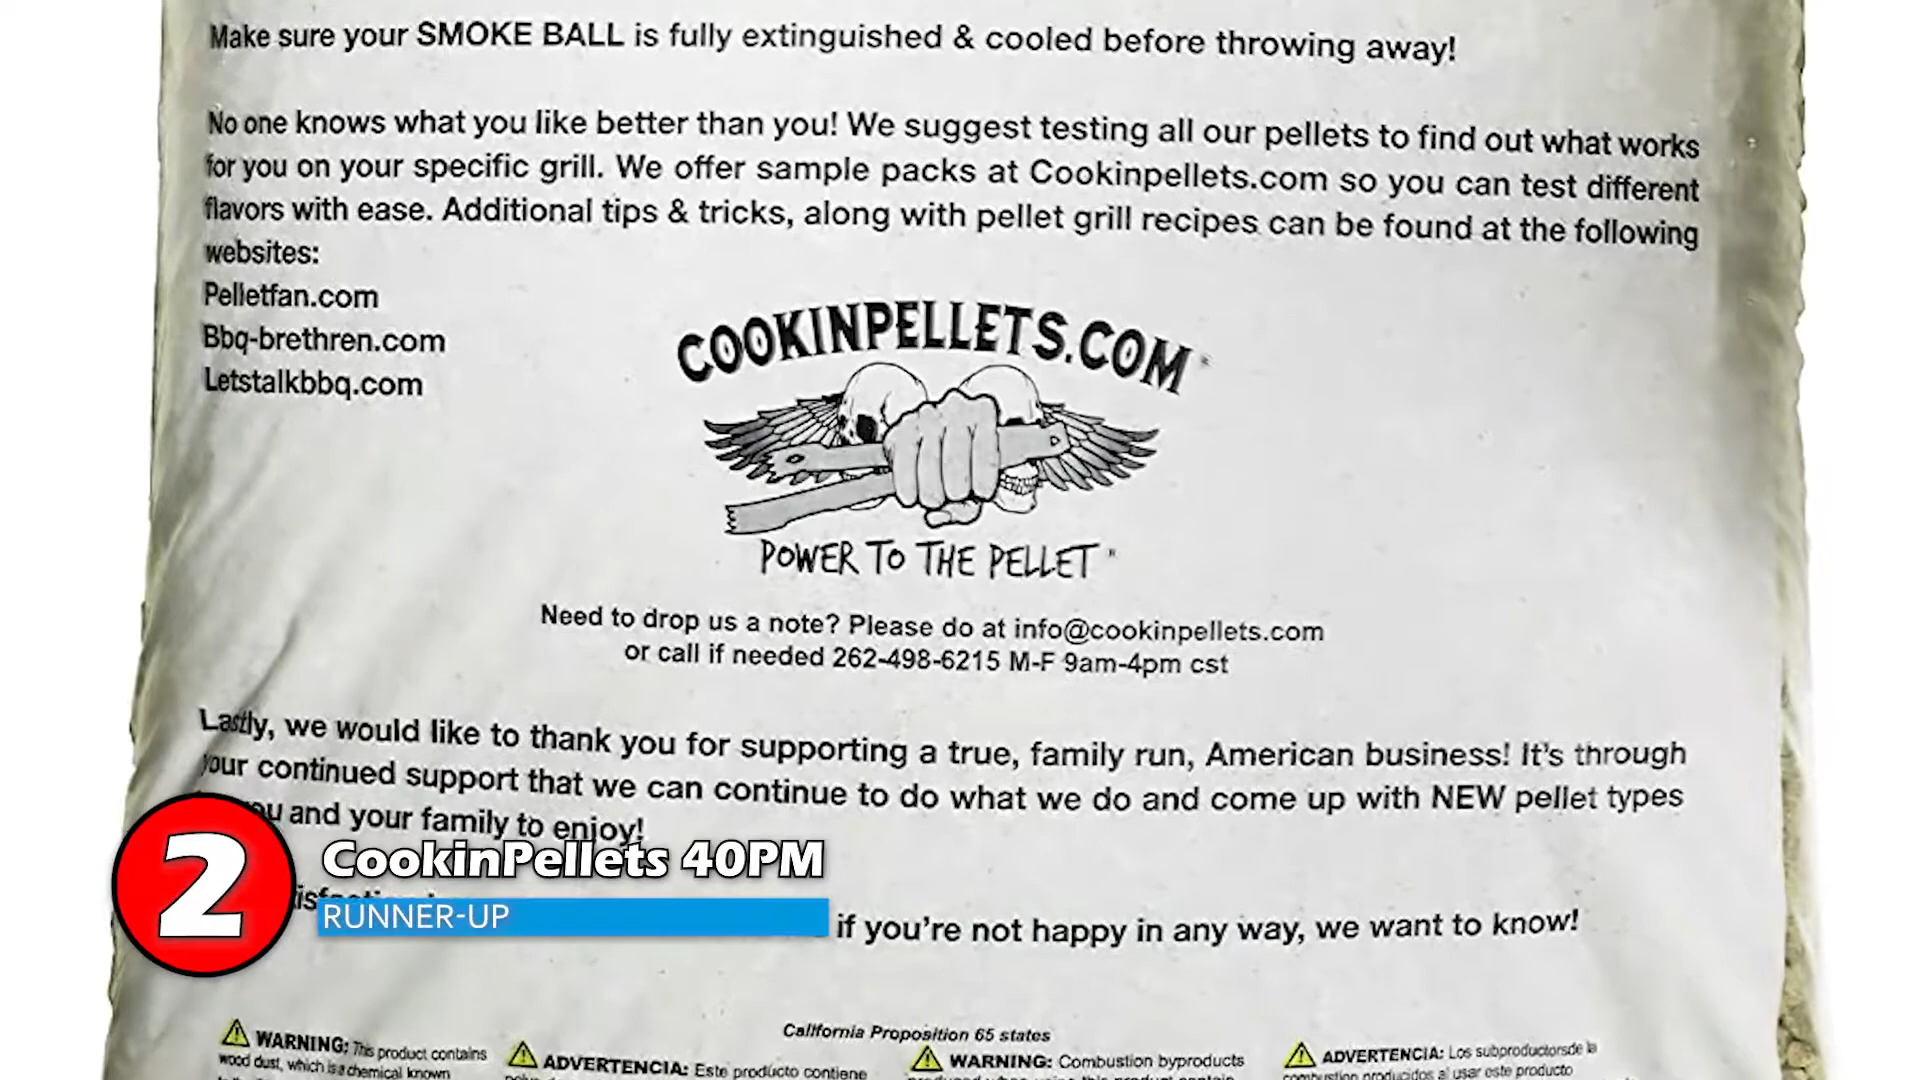 Make sure your SMOKE BALL is fully extinguished & cooled before throwing away!
No one knows what you like better than you! We suggest testing all our pellets to find out what works
for you on your specific grill. We offer sample packs at Cookinpellets.com so you can test different
flavors with ease. Additional tips & tricks, along with pellet grill recipes can be found at the following
websites:
Pelletfan.com
Bbq-brethren.com
Letstalkbbq.com
COOKINPELLETS.COM
POWER TO THE PELLET
Need to drop us a note? Please do at info@cookinpellets.com
or call if needed 262-498-6215 M-F 9am-4pm cst
Lastly, we would like to thank you for supporting a true, family run, American business! It's through
your continued support that we can continue to do what we do and come up with NEW pellet types
and your family to enjoy!
if you're not happy in any way, we want to know!
2
CookinPellets 40PM
RUNNER-UP
California Proposition 65 states
WARNING: This product contains
wood dust, which is a chemical known
ADVERTENCIA: Este producto contiene
WARNING: Combustion byproducts
ADVERTENCIA: Los subproductorsde la
combustion producidos al usar este producto